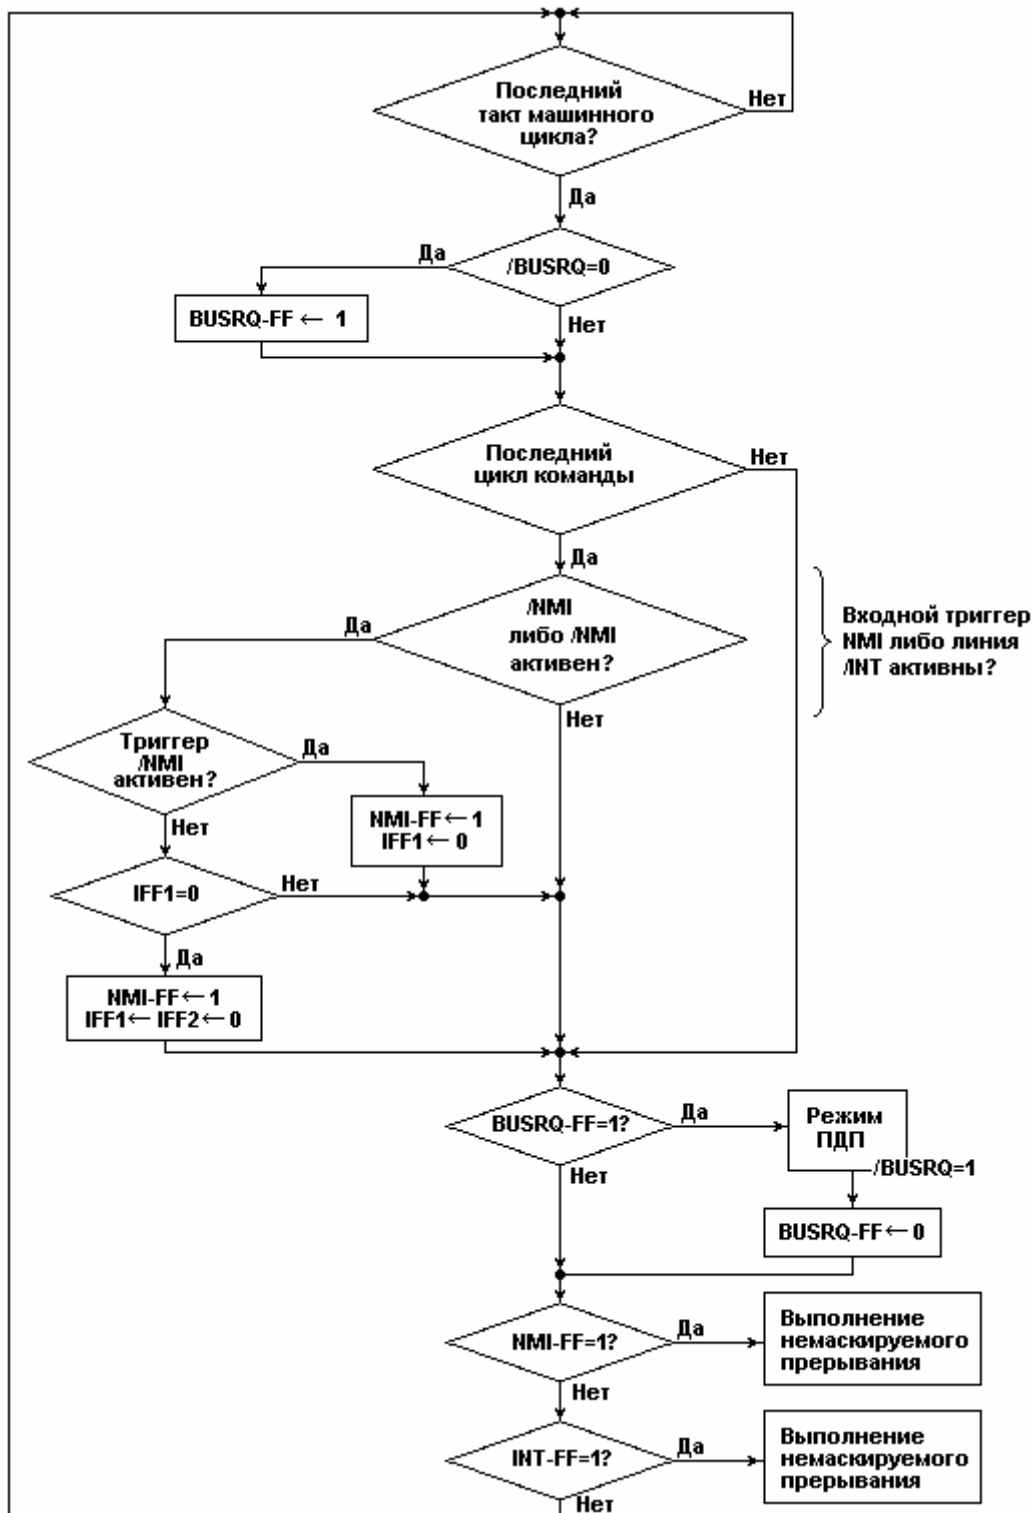 Последний
такт машинного
цикла?
Нет
Да
/BUSRQ=0
Да
BUSRQ-FF ← 1
Нет
Последний
цикл команды
Нет
Да
/NMI
либо /NMI
активен?
Да
Нет
Входной триггер
NMI либо линия
/INT активны?
Триггер
/NMI
активен?
Да
NMI-FF ← 1
IFF1 ← 0
Нет
IFF1=0
Нет
Да
NMI-FF ← 1
IFF1 ← IFF2 ← 0
BUSRQ-FF=1?
Да
Режим
ПДП
/BUSRQ=1
Нет
BUSRQ-FF ← 0
NMI-FF=1?
Да
Выполнение
немаскируемого
прерывания
Нет
INT-FF=1?
Да
Выполнение
немаскируемого
прерывания
Нет